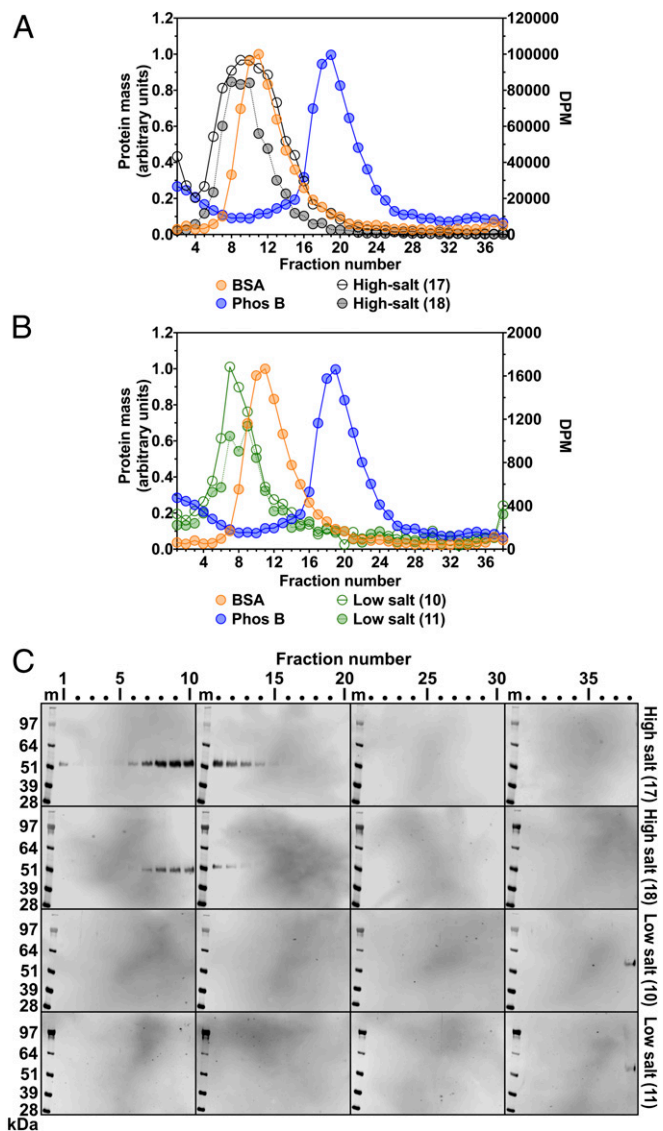 A
Protein mass
(arbitrary units)
1.2
1.0
0.8
0.6
0.4
0.2
0.0
120000
100000
80000
60000
40000
20000
0
DPM
4 8 12 16 20 24 28 32 36
Fraction number
BSA High-salt (17)
Phos B High-salt (18)
B
Protein mass
(arbitrary units)
1.2
1.0
0.8
0.6
0.4
0.2
0.0
2000
1600
1200
800
400
0
DPM
4 8 12 16 20 24 28 32 36
Fraction number
BSA Low salt (10)
Phos B Low salt (11)
C
Fraction number
m 1 5 10 m 15 20 m 25 30 m 35
97
64
51
39
28
High salt (17)
97
64
51
39
28
High salt (18)
97
64
51
39
28
Low salt (10)
97
64
51
39
28
Low salt (11)
kDa